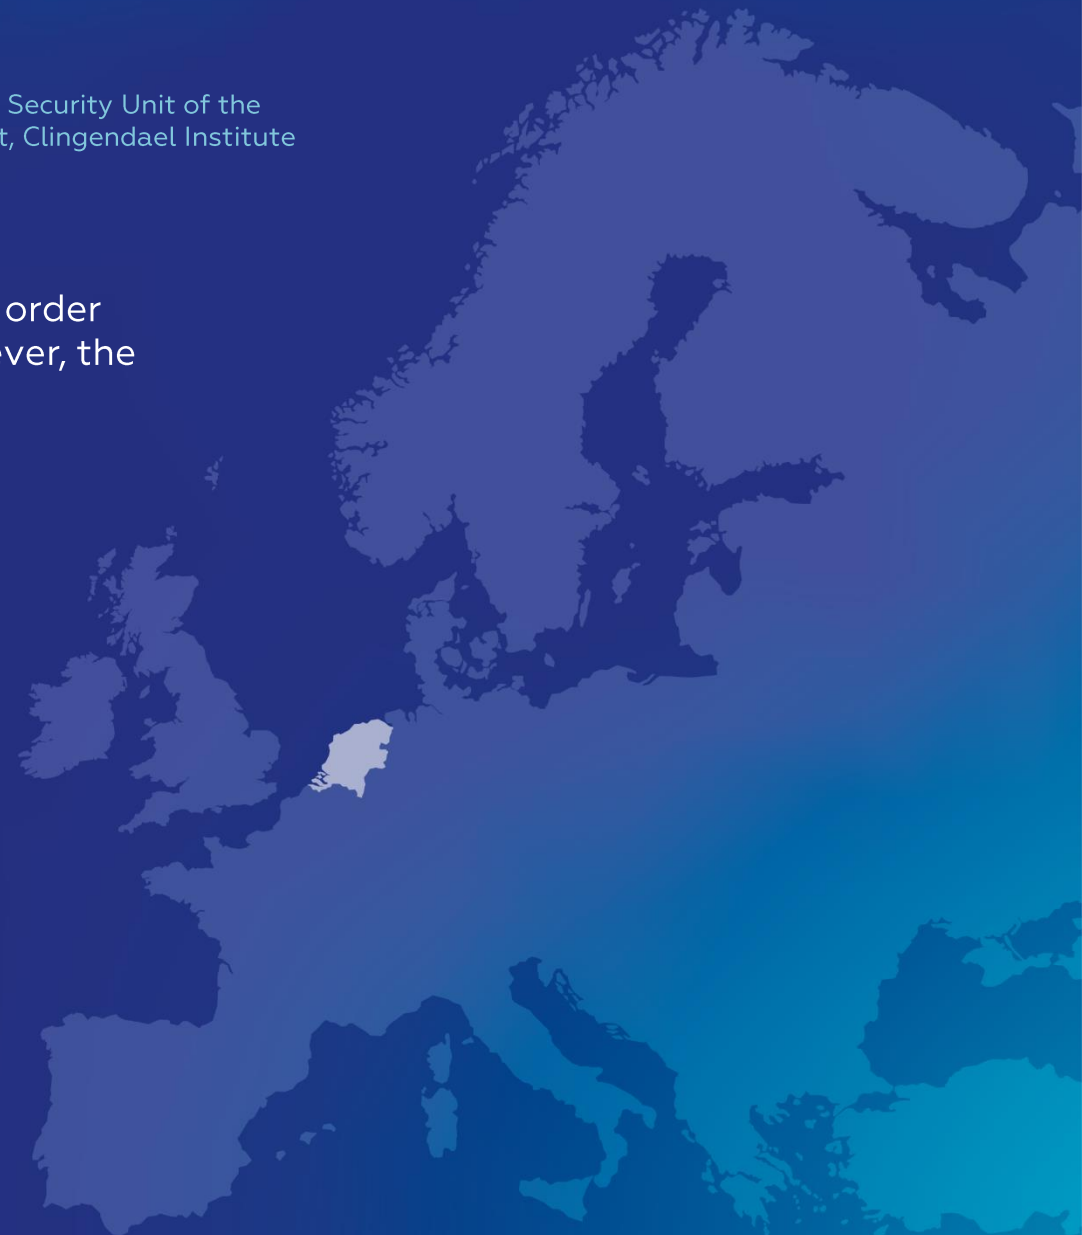 Security Unit of the
t, Clingendael Institute
order
ver, the